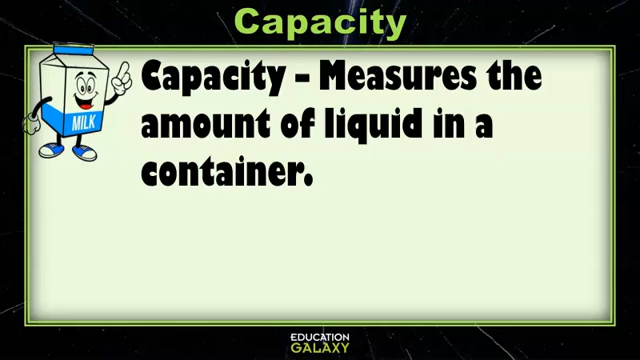 Capacity
Capacity – Measures the
amount of liquid in a
container.
MILK
EDUCATION
GALAXY